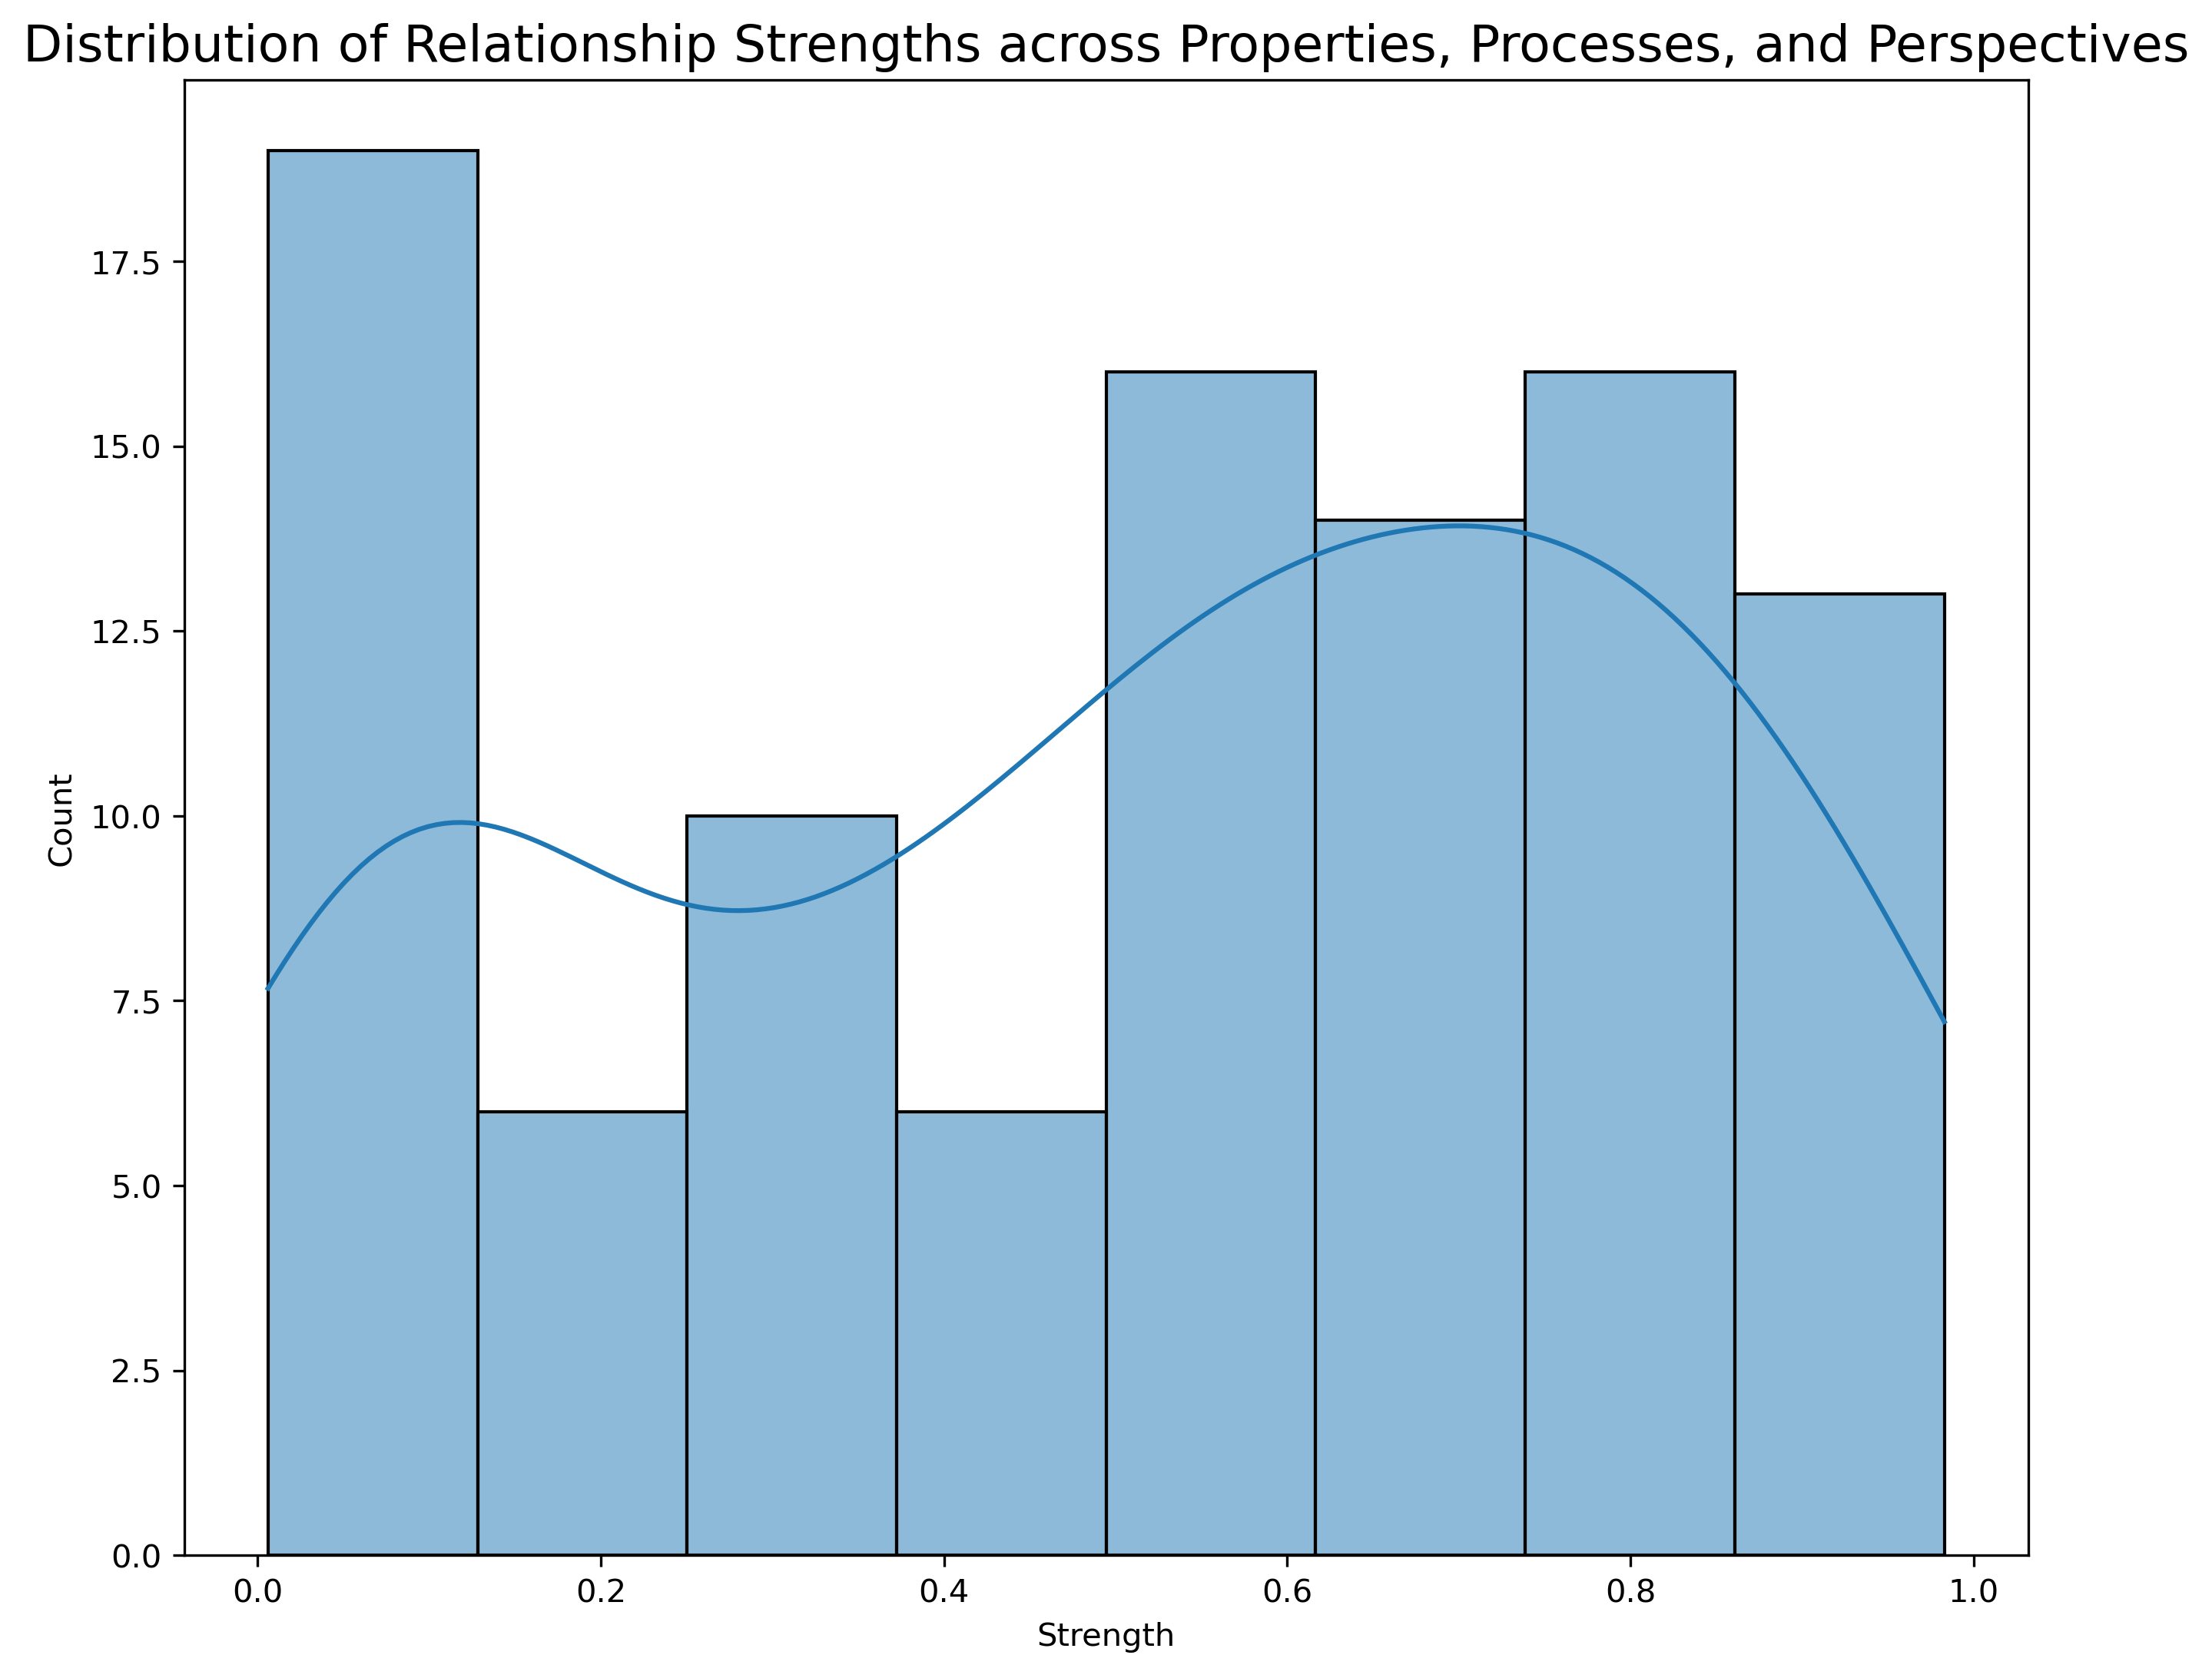 Distribution of Relationship Strengths across Properties, Processes, and Perspectives
17.5
15.0
12.5
10.0
7.5
5.0
2.5
0.0
Count
0.0 0.2 0.4 0.6 0.8 1.0
Strength